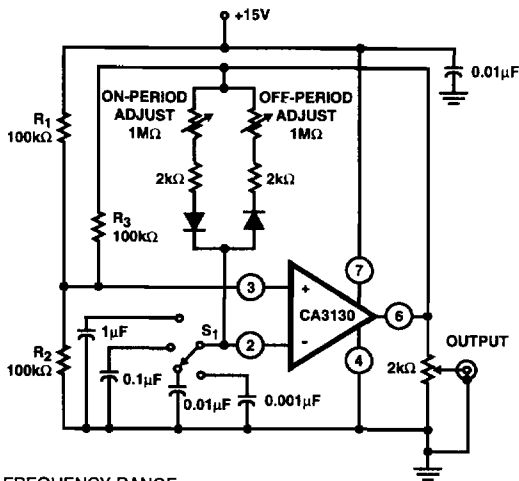 +15V
0.01μF
ON-PERIOD
ADJUST
1MΩ
OFF-PERIOD
ADJUST
1MΩ
R1
100kΩ
2kΩ
2kΩ
R3
100kΩ
7
3
+
CA3130
6
S1
2
-
4
OUTPUT
1μF
R2
100kΩ
0.1μF
0.01μF
0.001μF
2kΩ
FREQUENCY RANGE